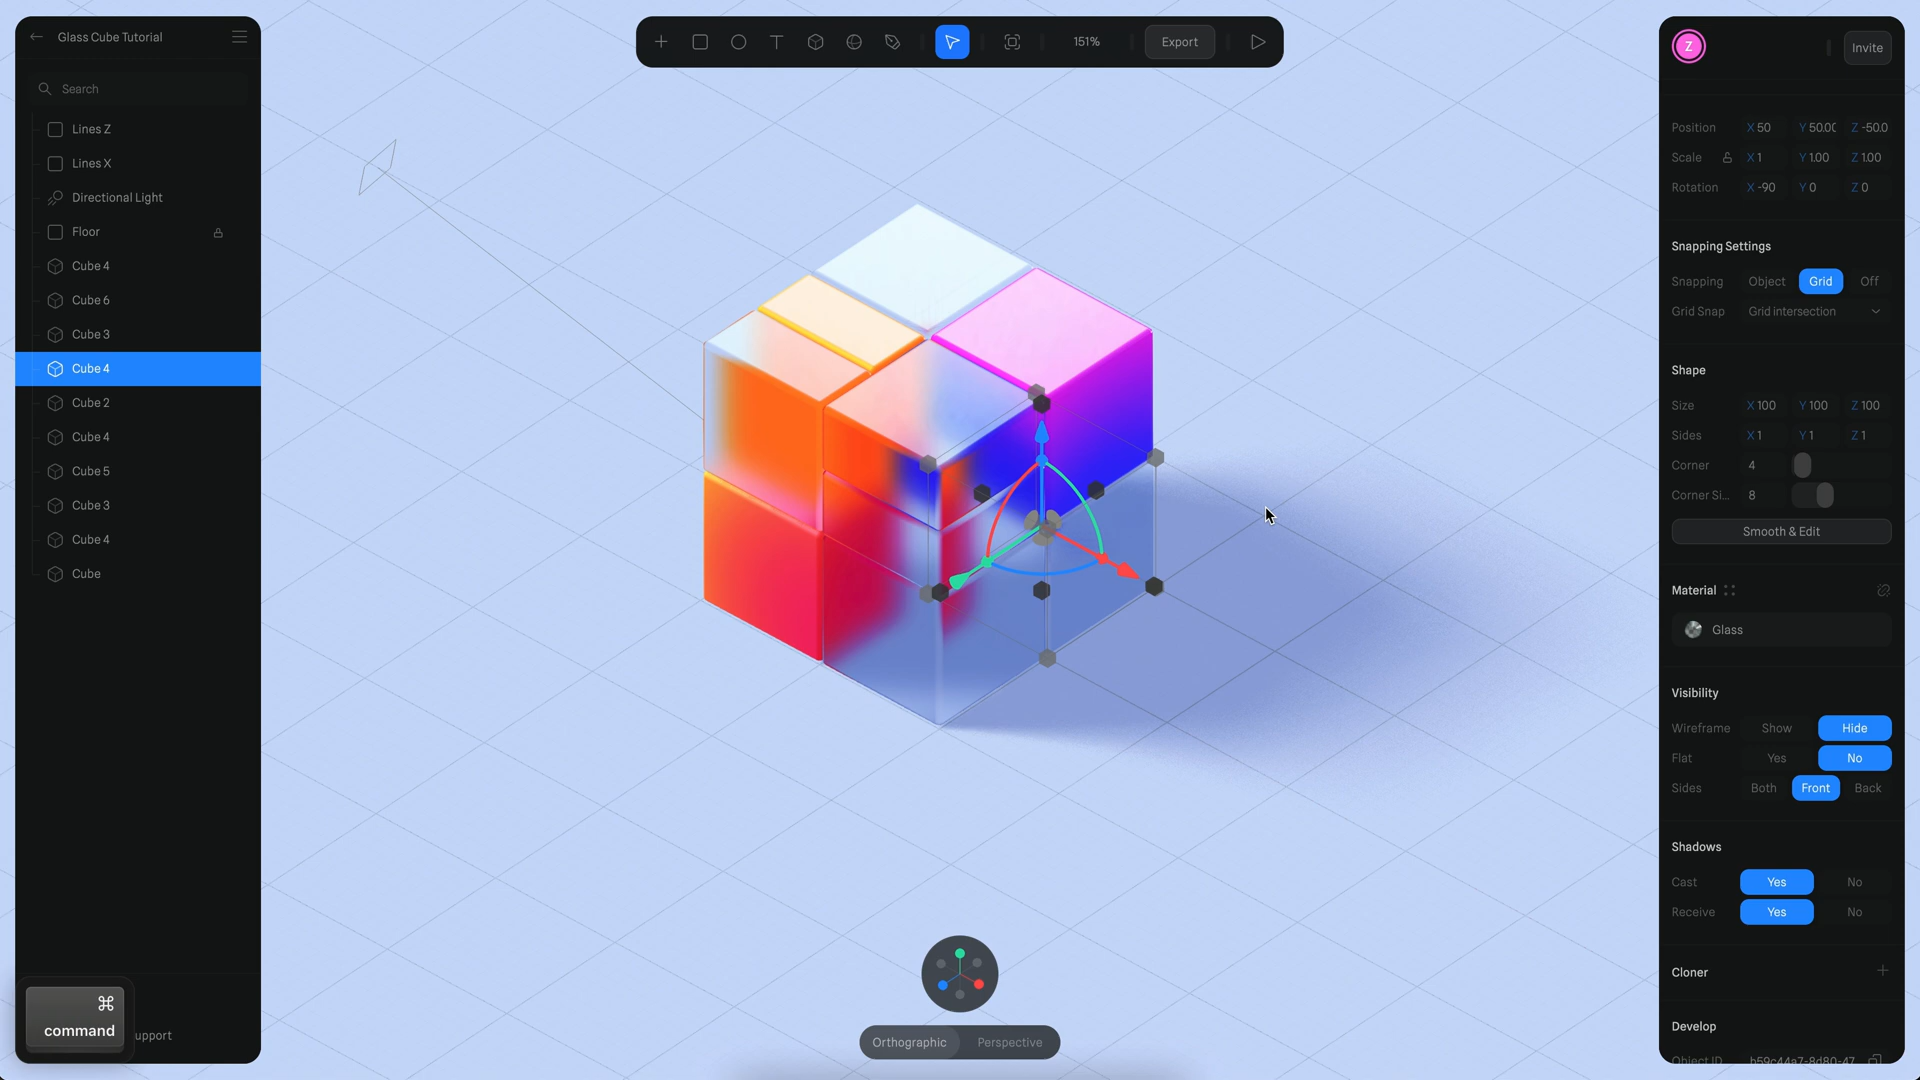 Glass Cube Tutorial
Search
Lines Z
Lines X
Directional Light
Floor
Cube 4
Cube 6
Cube 3
Cube 4
Cube 2
Cube 4
Cube 5
Cube 3
Cube 4
Cube
⌘
command
upport
T
151%
Export
Orthographic
Perspective
Z
Invite
Position X 50 Y 50.00 Z -50.0
Scale X 1 Y 1.00 Z 1.00
Rotation X -90 Y 0 Z 0
Snapping Settings
Snapping Object Grid Off
Grid Snap Grid intersection
Shape
Size X 100 Y 100 Z 100
Sides X 1 Y 1 Z 1
Corner 4
Corner Si... 8
Smooth & Edit
Material
Glass
Visibility
Wireframe Show Hide
Flat Yes No
Sides Both Front Back
Shadows
Cast Yes No
Receive Yes No
Cloner
Develop
Object ID b59c44a7-8d80-47